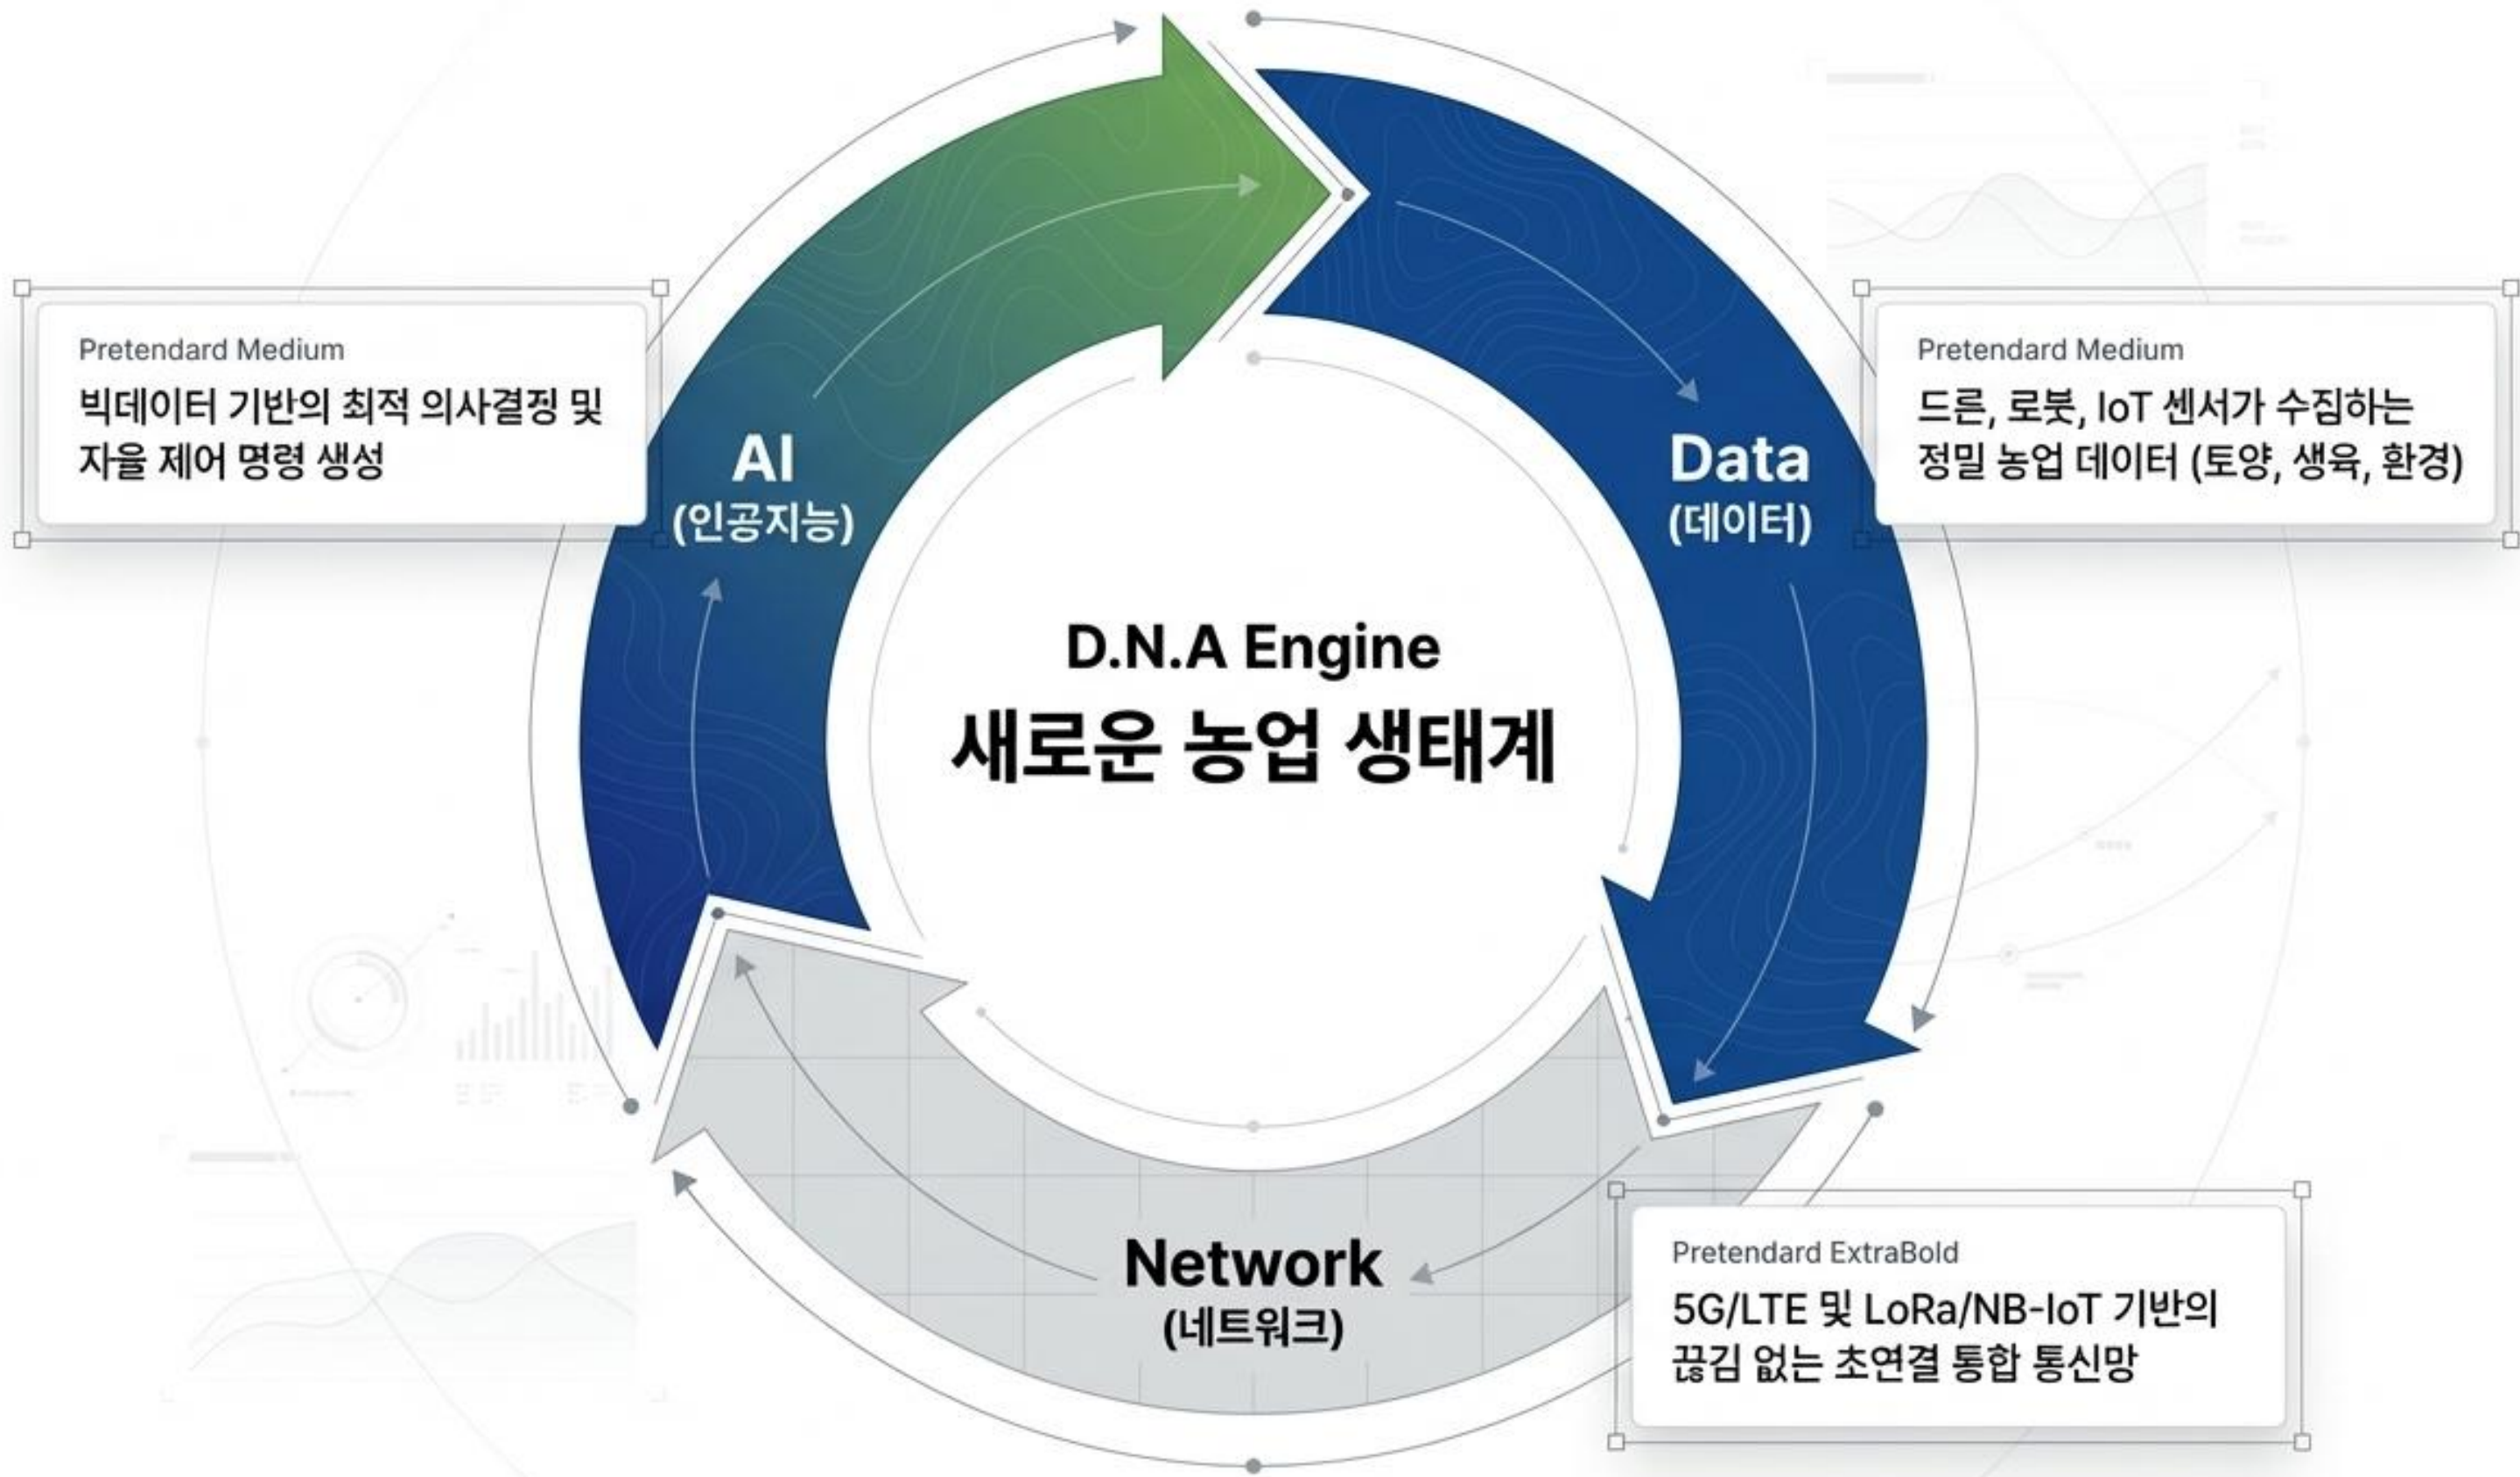 Pretendard Medium
빅데이터 기반의 최적 의사결정 및
자율 제어 명령 생성
AI
(인공지능)
Data
(데이터)
Pretendard Medium
드론, 로봇, IoT 센서가 수집하는
정밀 농업 데이터 (토양, 생육, 환경)
D.N.A Engine
새로운 농업 생태계
Network
(네트워크)
Pretendard ExtraBold
5G/LTE 및 LoRa/NB-IoT 기반의
끊김 없는 초연결 통합 통신망